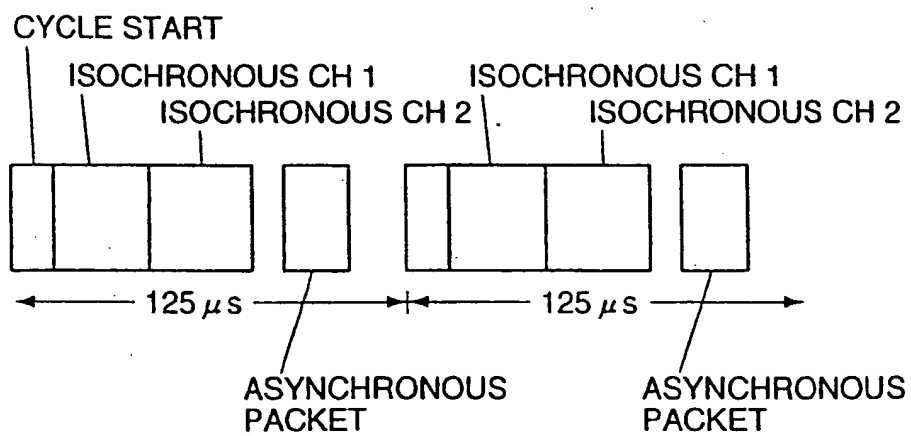 CYCLE START
ISOCHRONOUS CH 1
ISOCHRONOUS CH 1
ISOCHRONOUS CH 2
ISOCHRONOUS CH 2
125 μs
125 μs
ASYNCHRONOUS
PACKET
ASYNCHRONOUS
PACKET